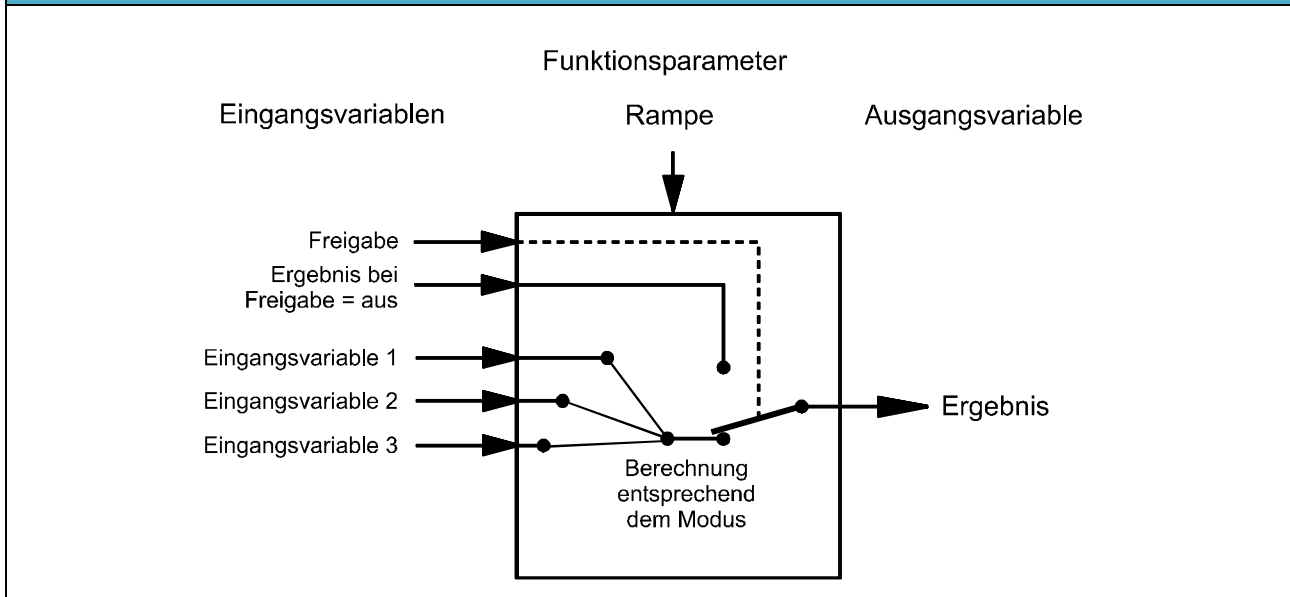 Funktionsparameter
Eingangsvariablen
Rampe
Ausgangsvariable
Freigabe
Ergebnis bei
Freigabe = aus
Eingangsvariable 1
Eingangsvariable 2
Eingangsvariable 3
Ergebnis
Berechnung
entsprechend
dem Modus